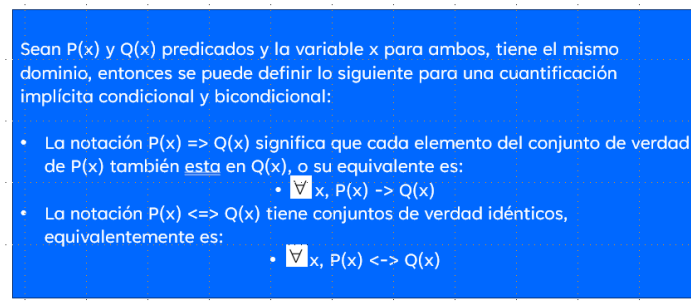 Sean P(x) y Q(x) predicados y la variable x para ambos, tiene el mismo
dominio, entonces se puede definir lo siguiente para una cuantificación
implícita condicional y bicondicional:
• La notación P(x) => Q(x) significa que cada elemento del conjunto de verdad
de P(x) también esta en Q(x), o su equivalente es:
• ∀ x, P(x) -> Q(x)
• La notación P(x) <=> Q(x) tiene conjuntos de verdad idénticos,
equivalentemente es:
• ∀ x, P(x) <-> Q(x)